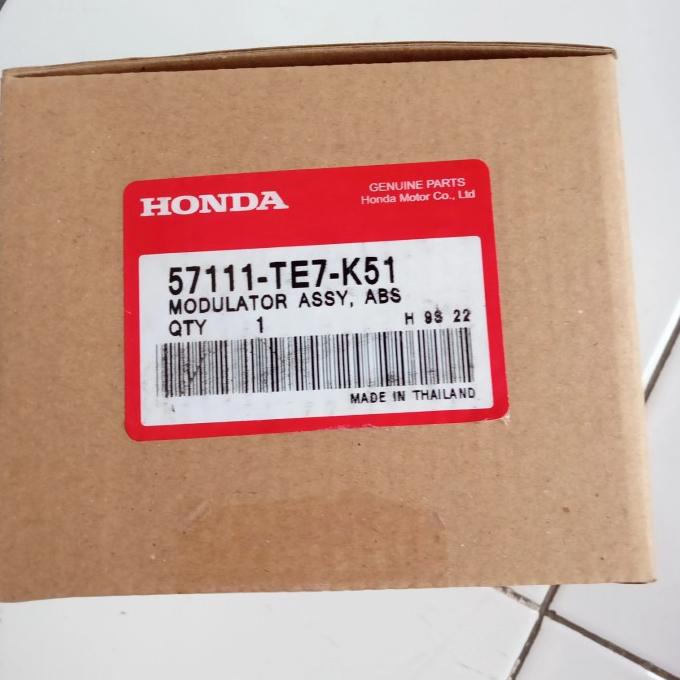 HONDA
GENUINE PARTS
Honda Motor Co., Ltd
57111-TE7-K51
MODULATOR ASSY, ABS
QTY 1 H 9S 22
MADE IN THAILAND